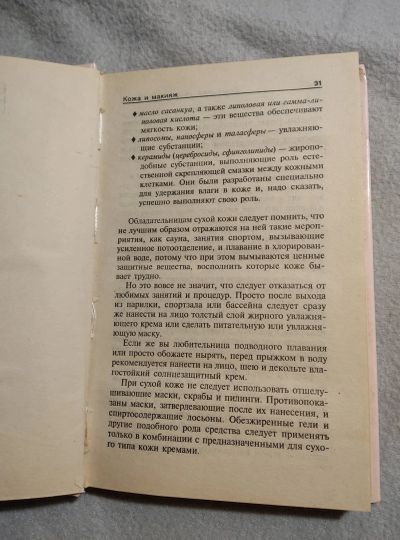 Кожа и макияж 31
♦ масло сасанкуа, а также липоловая или гамма-ли-
половая кислота — эти вещества обеспечивают
мягкость кожи;
♦ липосомы, наносферы и таласферы — увлажняю-
щие субстанции;
♦ керамиды (цереброзиды, сфинголипиды) — жиропо-
добные субстанции, выполняющие роль есте-
ственной скрепляющей смазки между кожными
клетками. Они были разработаны специально
для удержания влаги в коже и, надо сказать,
успешно выполняют свою роль.
Обладательницам сухой кожи следует помнить, что
не лучшим образом отражаются на ней такие мероп-
риятия, как сауна, занятия спортом, вызывающие
усиленное потоотделение, и плавание в хлорирован-
ной воде, потому что при этом вымываются ценные
защитные вещества, восполнить которые коже бы-
вает трудно.
Но это вовсе не значит, что следует отказаться от
любимых занятий и процедур. Просто после выхода
из парилки, спортзала или бассейна следует сразу
же нанести на лицо толстый слой жирного увлажня-
ющего крема или сделать питательную или увлажня-
ющую маску.
Если же вы любительница подводного плавания
или просто обожаете нырять, перед прыжком в воду
рекомендуется нанести на лицо, шею и декольте вла-
гостойкий солнцезащитный крем.
При сухой коже не следует использовать отшелу-
шивающие маски, скрабы и пилинги. Противопока-
заны маски, затвердевающие после их нанесения, и
спиртосодержащие лосьоны. Обезжиренные гели и
другие подобного рода средства следует применять
только в комбинации с предназначенными для сухо-
го типа кожи кремами.